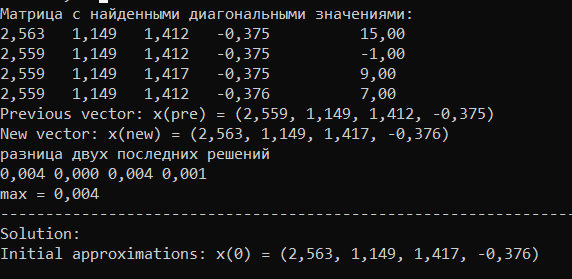 Матрица с найденными диагональными значениями:
2,563 1,149 1,412 -0,375 15,00
2,559 1,149 1,412 -0,375 -1,00
2,559 1,149 1,417 -0,375 9,00
2,559 1,149 1,412 -0,376 7,00
Previous vector: x(pre) = (2,559, 1,149, 1,412, -0,375)
New vector: x(new) = (2,563, 1,149, 1,417, -0,376)
разница двух последних решений
0,004 0,000 0,004 0,001
max = 0,004
----------------------------------------------------------------
Solution:
Initial approximations: x(0) = (2,563, 1,149, 1,417, -0,376)